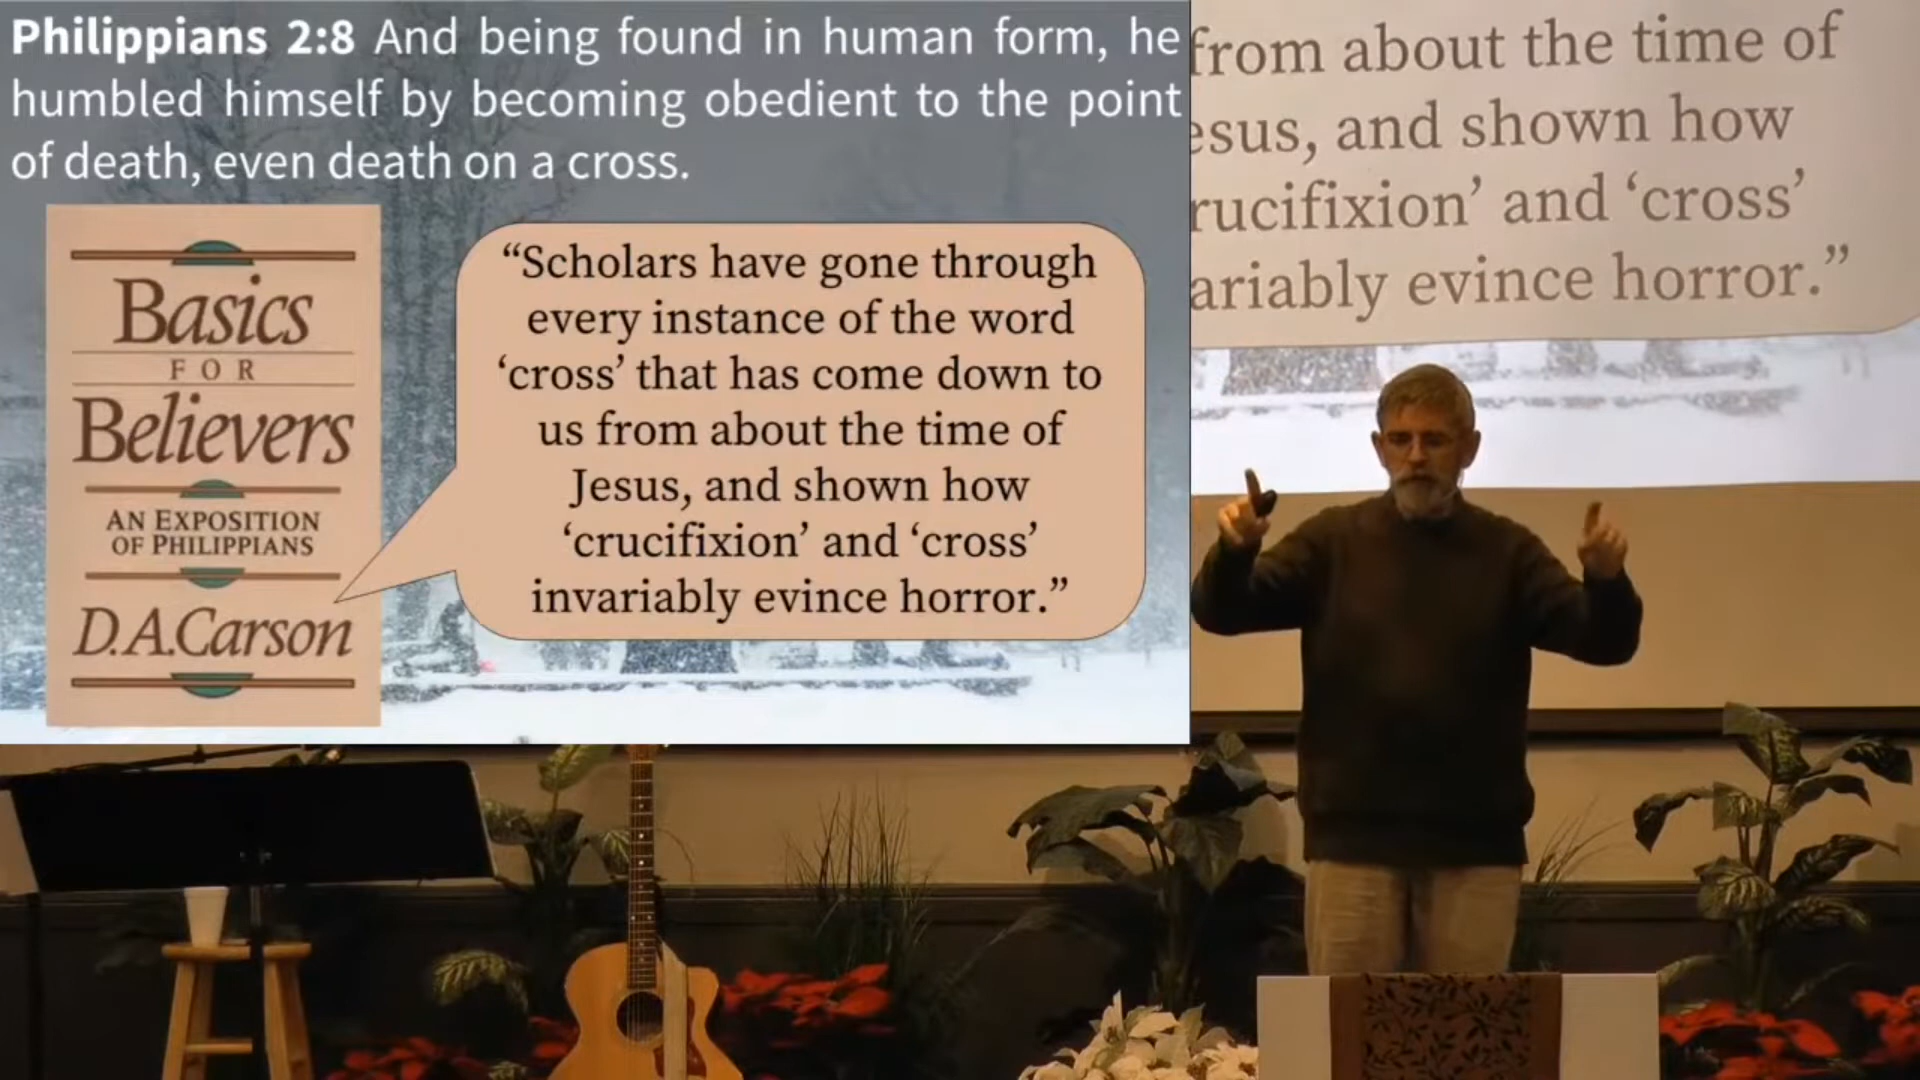 Philippians 2:8 And being found in human form, he
humbled himself by becoming obedient to the point
of death, even death on a cross.
Basics
FOR
Believers
AN EXPOSITION
OF PHILIPPIANS
D.A.Carson
“Scholars have gone through
every instance of the word
‘cross’ that has come down to
us from about the time of
Jesus, and shown how
‘crucifixion’ and ‘cross’
invariably evince horror.”
from about the time of
esus, and shown how
rucifixion’ and ‘cross’
ariably evince horror.”